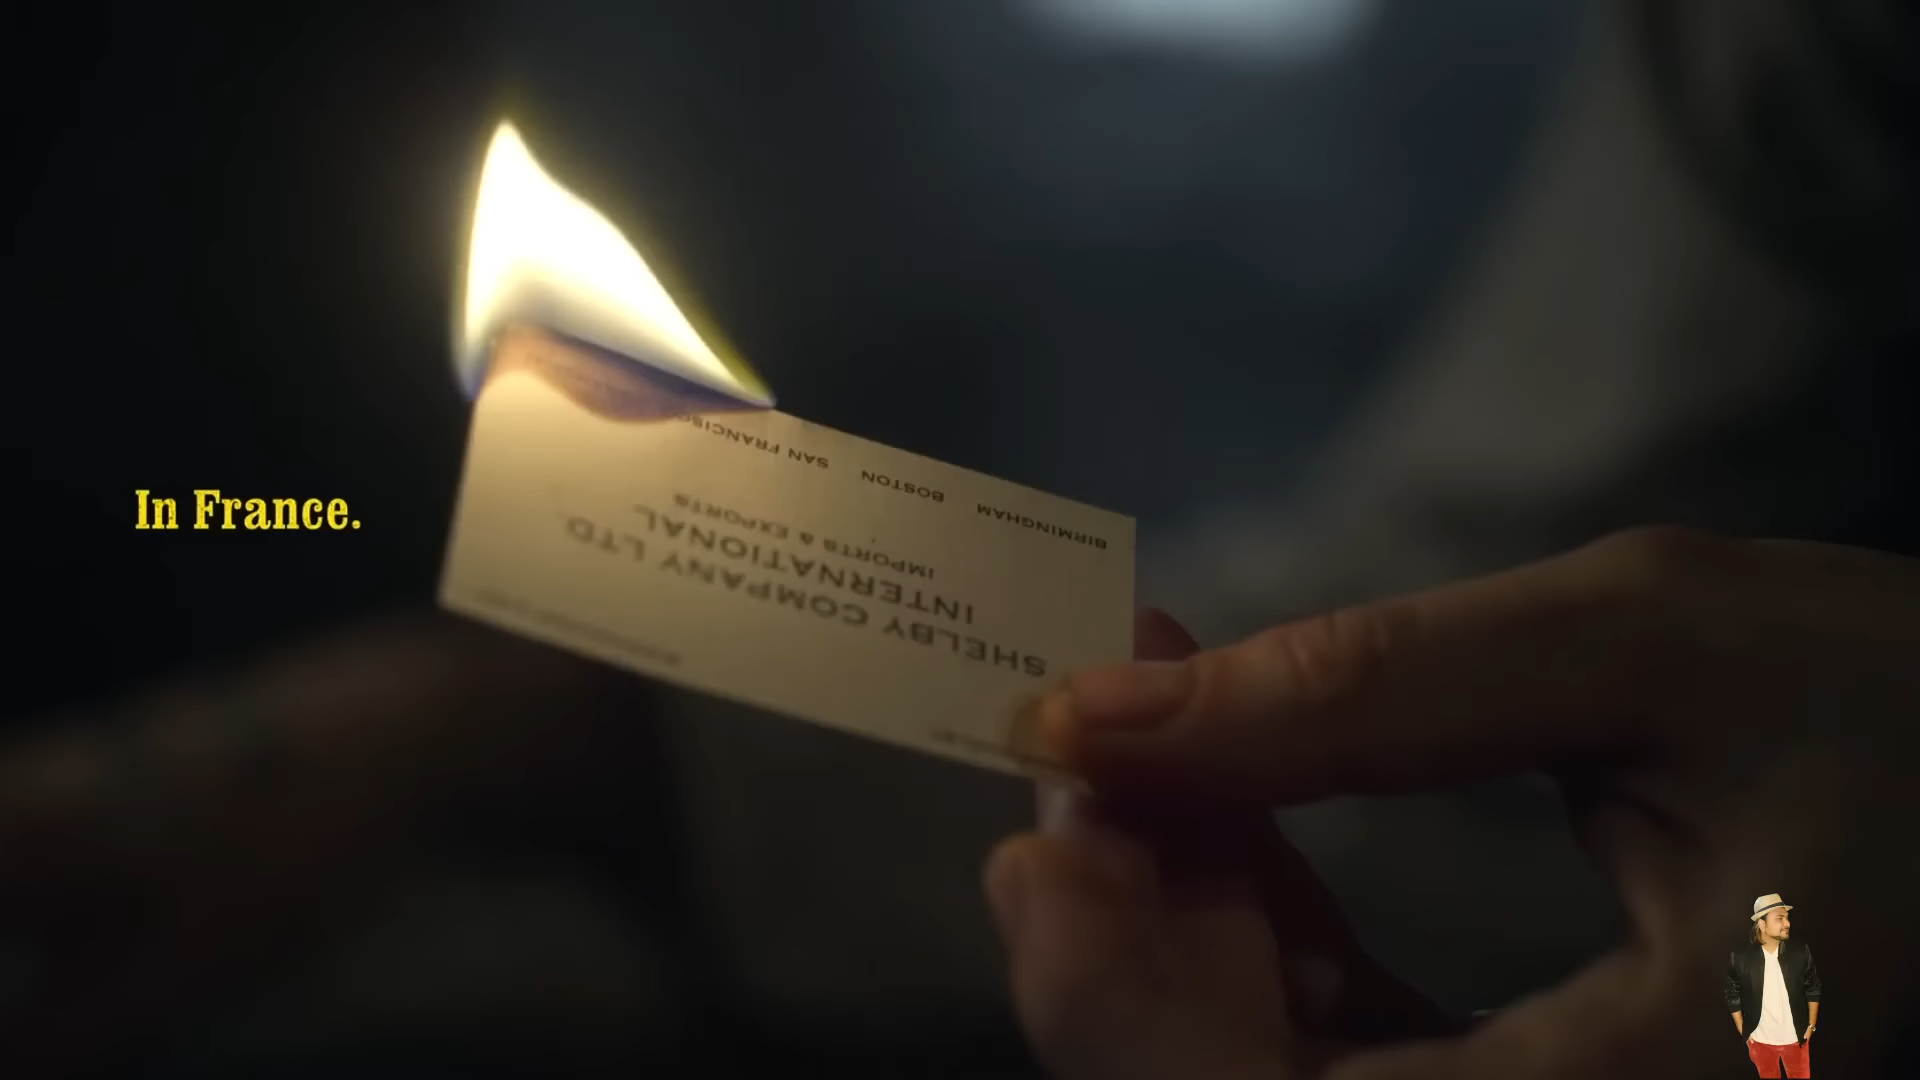 In France.
SHELBY COMPANY LTD.
INTERNATIONAL
IMPORTS & EXPORTS
BIRMINGHAM BOSTON SAN FRANCISCO